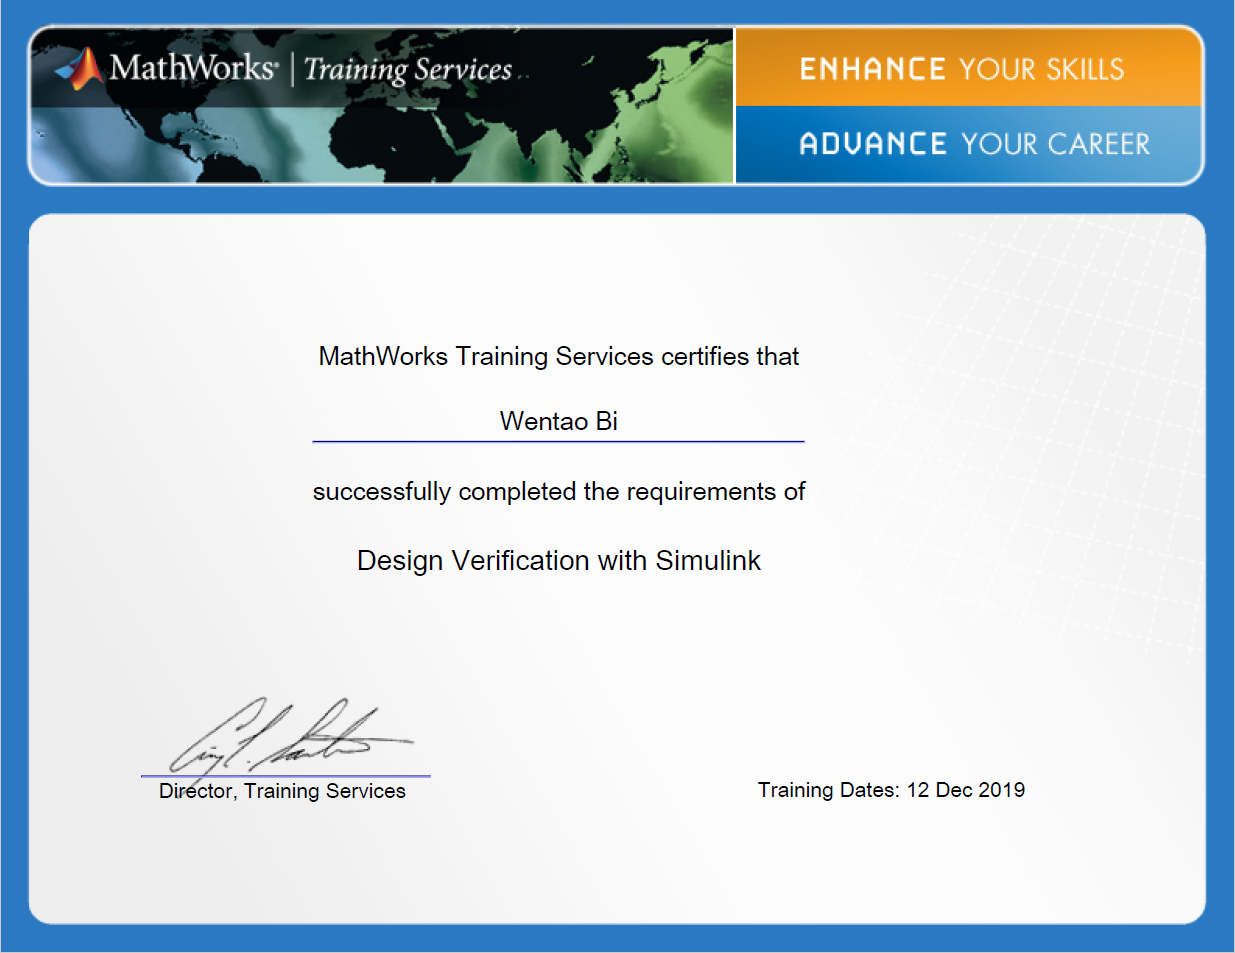 MathWorks® | Training Services
ENHANCE YOUR SKILLS
ADVANCE YOUR CAREER
MathWorks Training Services certifies that
Wentao Bi
successfully completed the requirements of
Design Verification with Simulink
Director, Training Services
Training Dates: 12 Dec 2019